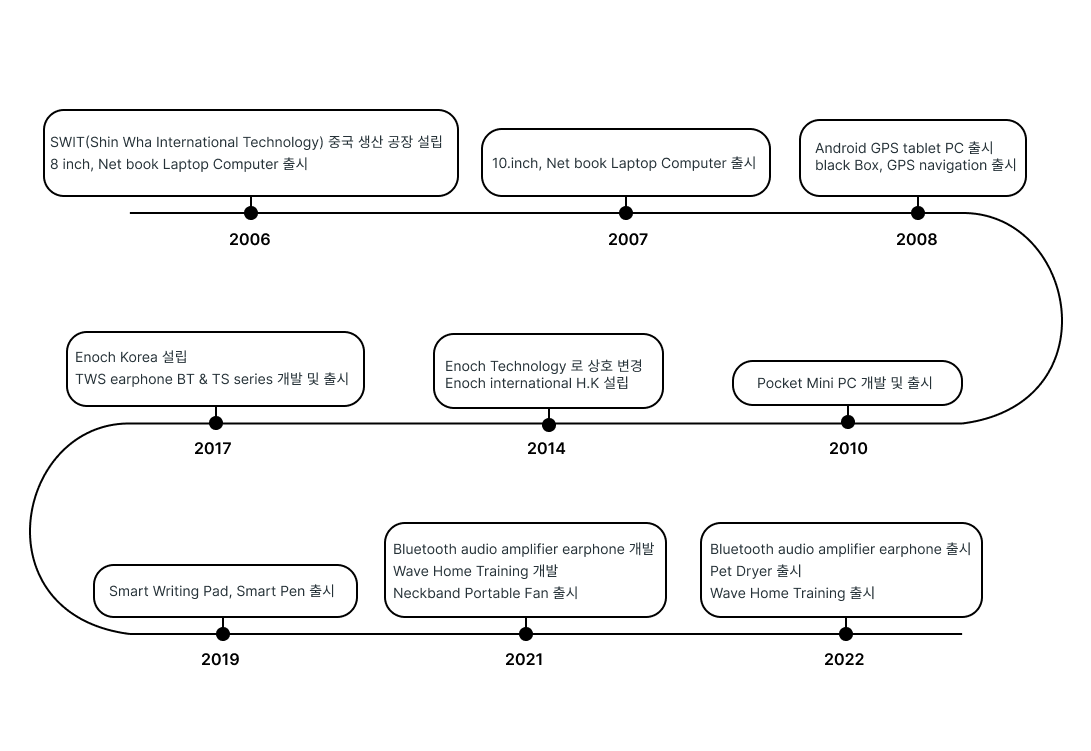 SWIT(Shin Wha International Technology) 중국 생산 공장 설립
8 inch, Net book Laptop Computer 출시
2006
10.inch, Net book Laptop Computer 출시
2007
Android GPS tablet PC 출시
black Box, GPS navigation 출시
2008
Pocket Mini PC 개발 및 출시
2010
Enoch Technology 로 상호 변경
Enoch international H.K 설립
2014
Enoch Korea 설립
TWS earphone BT & TS series 개발 및 출시
2017
Smart Writing Pad, Smart Pen 출시
2019
Bluetooth audio amplifier earphone 개발
Wave Home Training 개발
Neckband Portable Fan 출시
2021
Bluetooth audio amplifier earphone 출시
Pet Dryer 출시
Wave Home Training 출시
2022